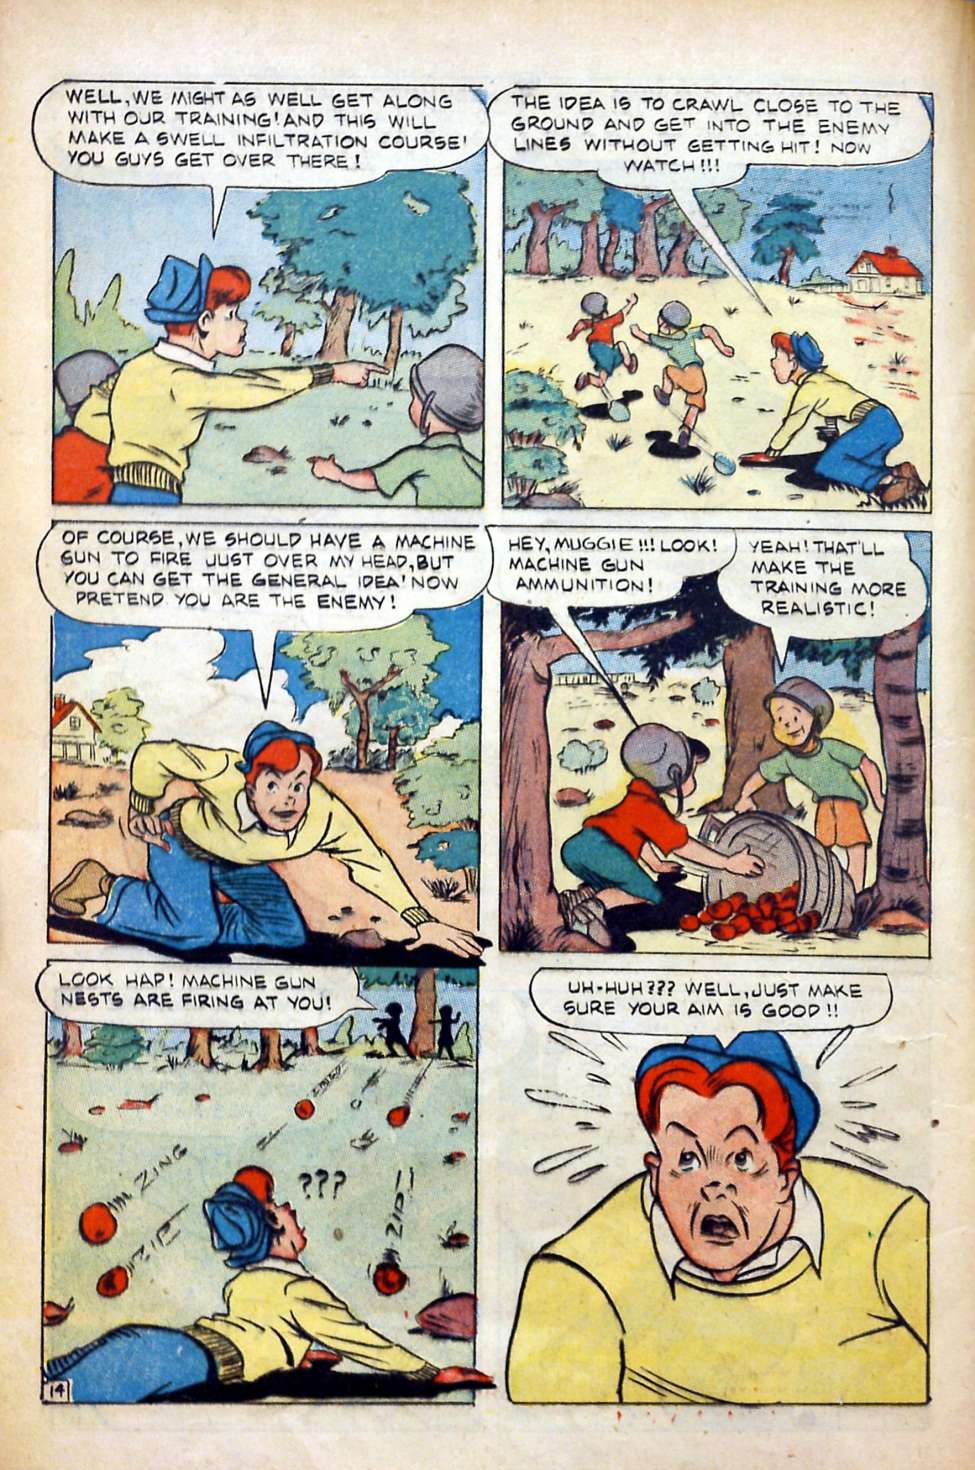 WELL, WE MIGHT AS WELL GET ALONG
WITH OUR TRAINING! AND THIS WILL
MAKE A SWELL INFILTRATION COURSE!
YOU GUYS GET OVER THERE!
THE IDEA IS TO CRAWL CLOSE TO THE
GROUND AND GET INTO THE ENEMY
LINES WITHOUT GETTING HIT! NOW
WATCH!!!
OF COURSE, WE SHOULD HAVE A MACHINE
GUN TO FIRE JUST OVER MY HEAD, BUT
YOU CAN GET THE GENERAL IDEA! NOW
PRETEND YOU ARE THE ENEMY!
HEY, MUGGIE!!! LOOK!
MACHINE GUN
AMMUNITION!
YEAH! THAT'LL
MAKE THE
TRAINING MORE
REALISTIC!
LOOK HAP! MACHINE GUN
NESTS ARE FIRING AT YOU!
ZING
???
ZIP!!
ZIP
14
UH-HUH??? WELL, JUST MAKE
SURE YOUR AIM IS GOOD!!